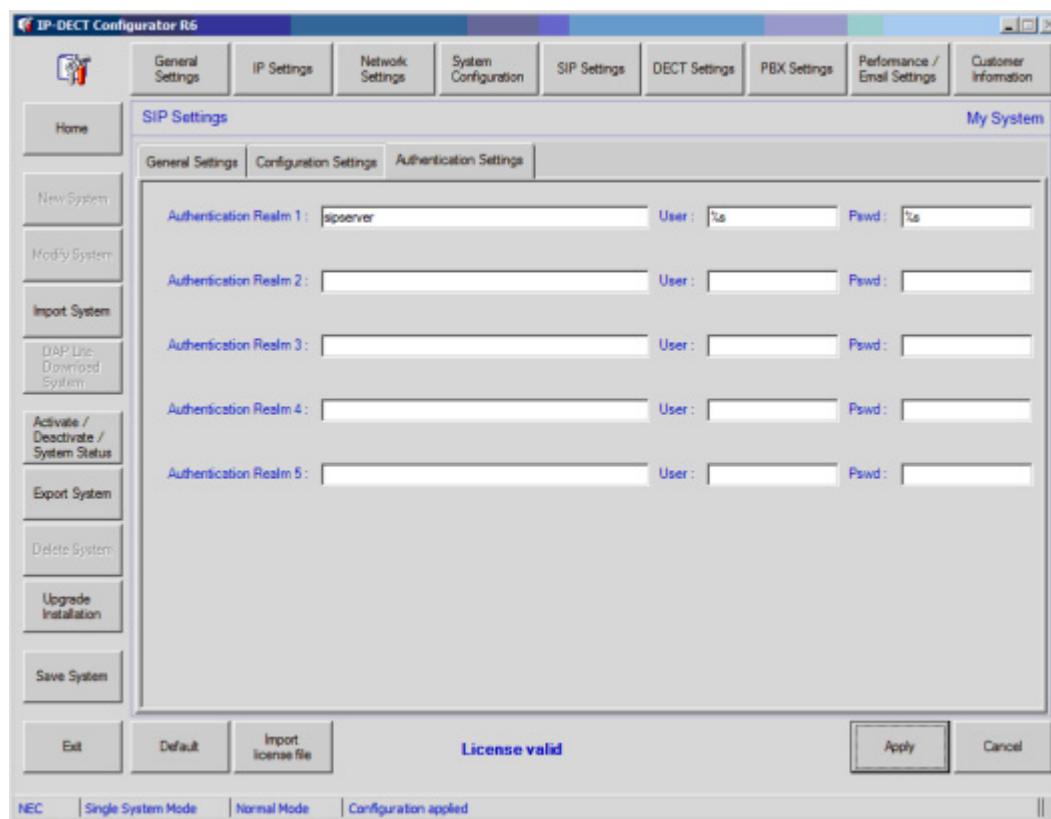 IP-DECT Configurator R6
General Settings
IP Settings
Network Settings
System Configuration
SIP Settings
DECT Settings
PBX Settings
Performance / Email Settings
Customer Information
Home
SIP Settings
My System
General Settings
Configuration Settings
Authentication Settings
New System
Modify System
Import System
DAP Lite Download System
Activate / Deactivate / System Status
Export System
Delete System
Upgrade Installation
Save System
Authentication Realm 1 : sipserver User : %s Pswd : %s
Authentication Realm 2 : User : Pswd :
Authentication Realm 3 : User : Pswd :
Authentication Realm 4 : User : Pswd :
Authentication Realm 5 : User : Pswd :
Exit
Default
Import license file
License valid
Apply
Cancel
NEC
Single System Mode
Normal Mode
Configuration applied